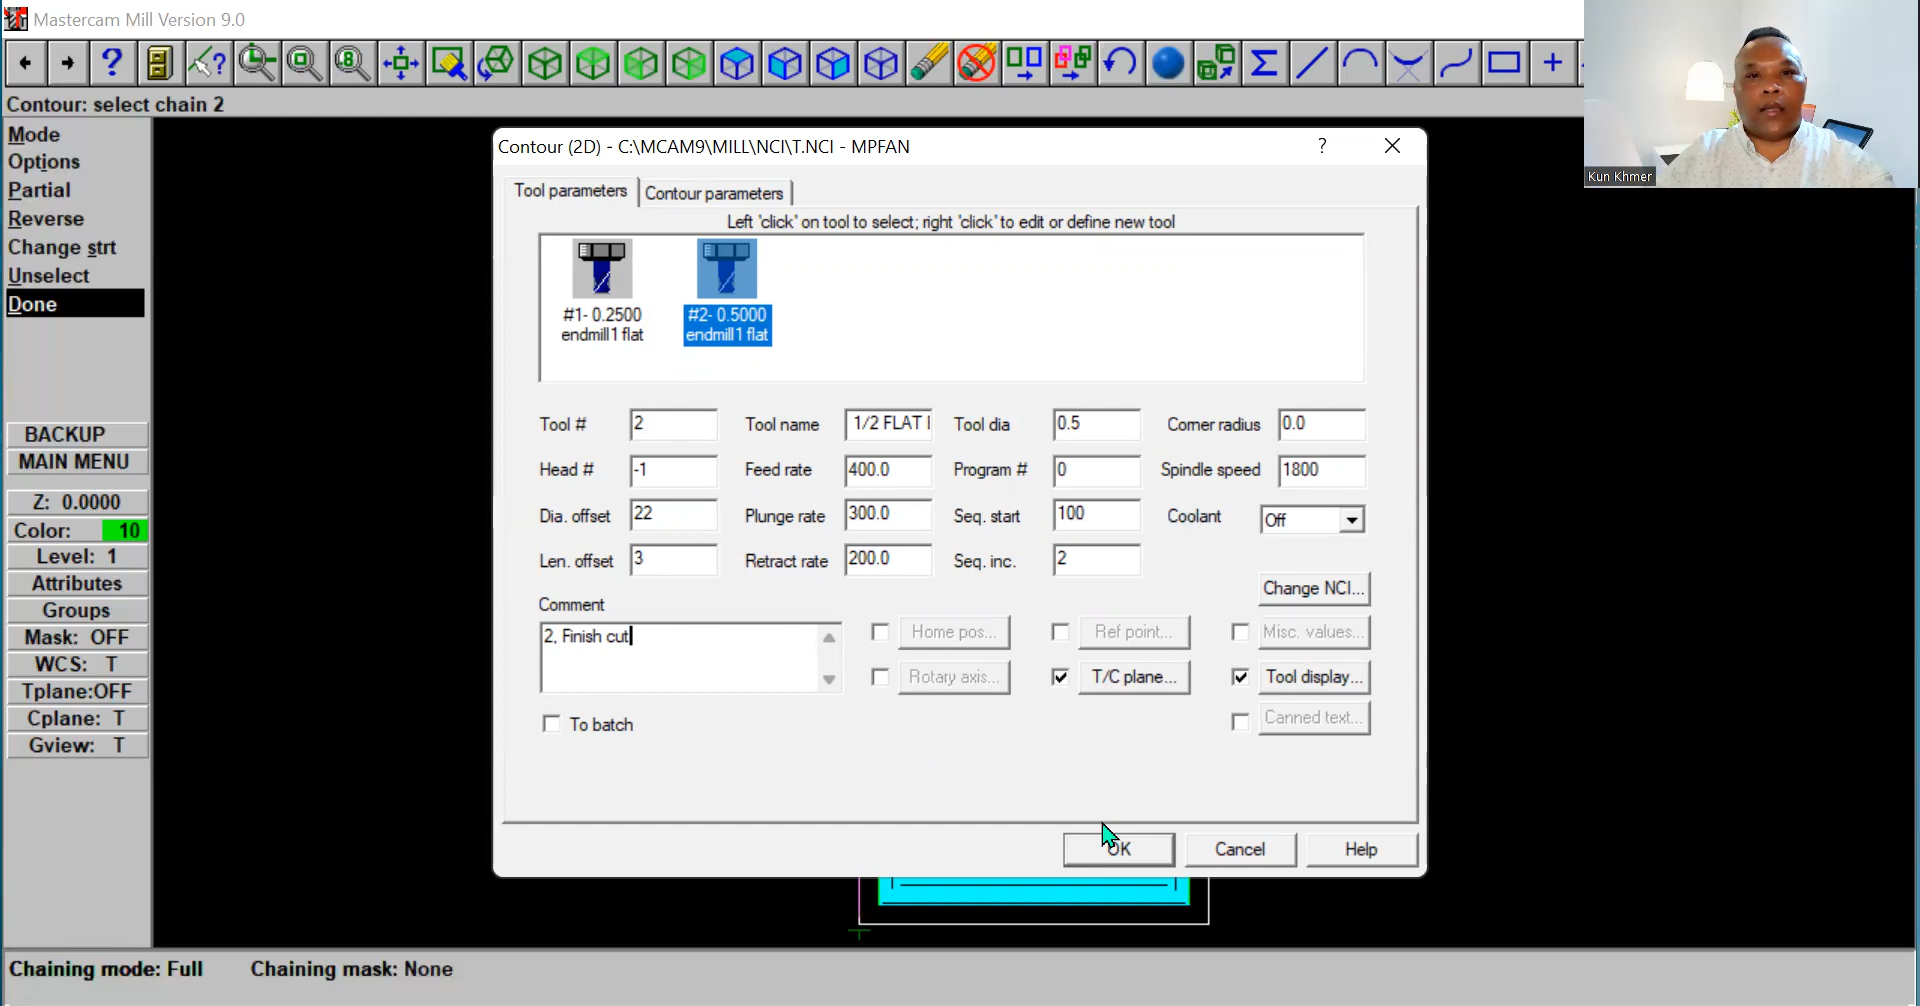 Mastercam Mill Version 9.0
Contour: select chain 2
Mode
Options
Partial
Reverse
Change strt
Unselect
Done
BACKUP
MAIN MENU
Z: 0.0000
Color: 10
Level: 1
Attributes
Groups
Mask: OFF
WCS: T
Tplane:OFF
Cplane: T
Gview: T
Contour (2D) - C:\MCAM9\MILL\NCI\T.NCI - MPFAN
Tool parameters
Contour parameters
Left 'click' on tool to select; right 'click' to edit or define new tool
#1- 0.2500
endmill1 flat
#2- 0.5000
endmill1 flat
Tool # 2 Tool name 1/2 FLAT Tool dia 0.5 Corner radius 0.0
Head # -1 Feed rate 400.0 Program # 0 Spindle speed 1800
Dia. offset 22 Plunge rate 300.0 Seq. start 100 Coolant Off
Len. offset 3 Retract rate 200.0 Seq. inc. 2
Change NCI...
Comment
2, Finish cut
Home pos... Ref point... Misc. values...
Rotary axis... T/C plane... Tool display...
To batch Canned text...
OK Cancel Help
Kun Khmer
Chaining mode: Full Chaining mask: None